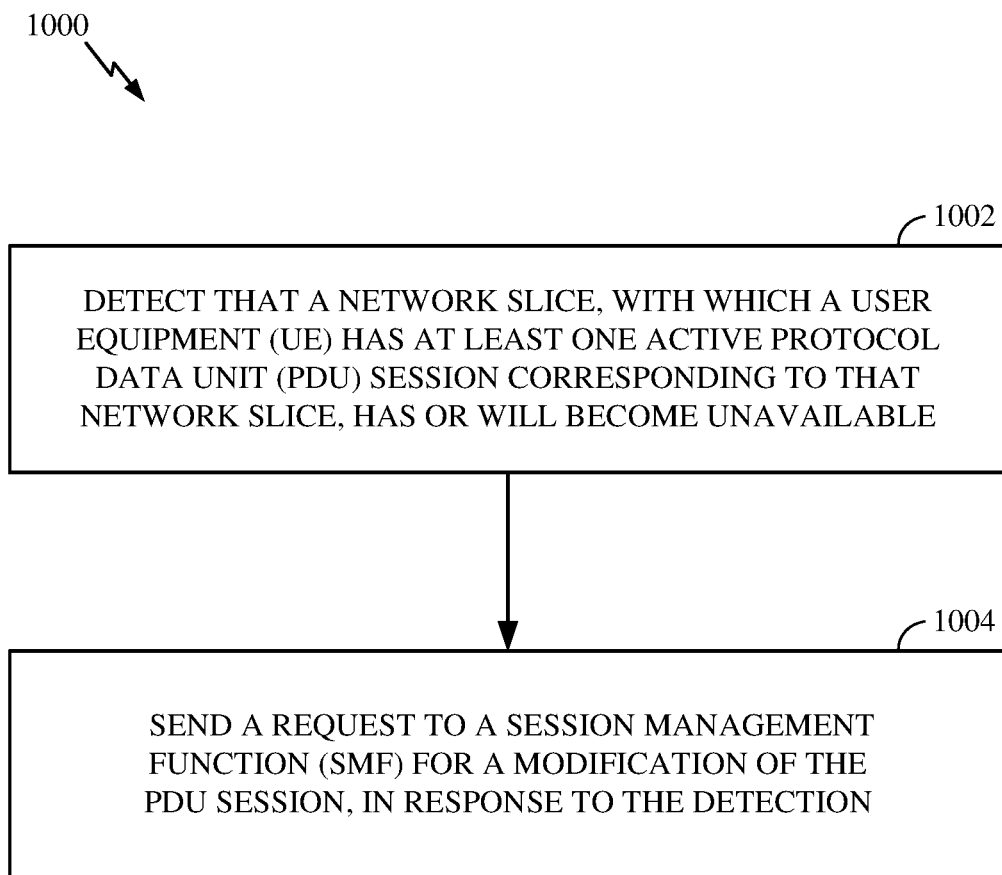 1000
1002
DETECT THAT A NETWORK SLICE, WITH WHICH A USER
EQUIPMENT (UE) HAS AT LEAST ONE ACTIVE PROTOCOL
DATA UNIT (PDU) SESSION CORRESPONDING TO THAT
NETWORK SLICE, HAS OR WILL BECOME UNAVAILABLE
1004
SEND A REQUEST TO A SESSION MANAGEMENT
FUNCTION (SMF) FOR A MODIFICATION OF THE
PDU SESSION, IN RESPONSE TO THE DETECTION